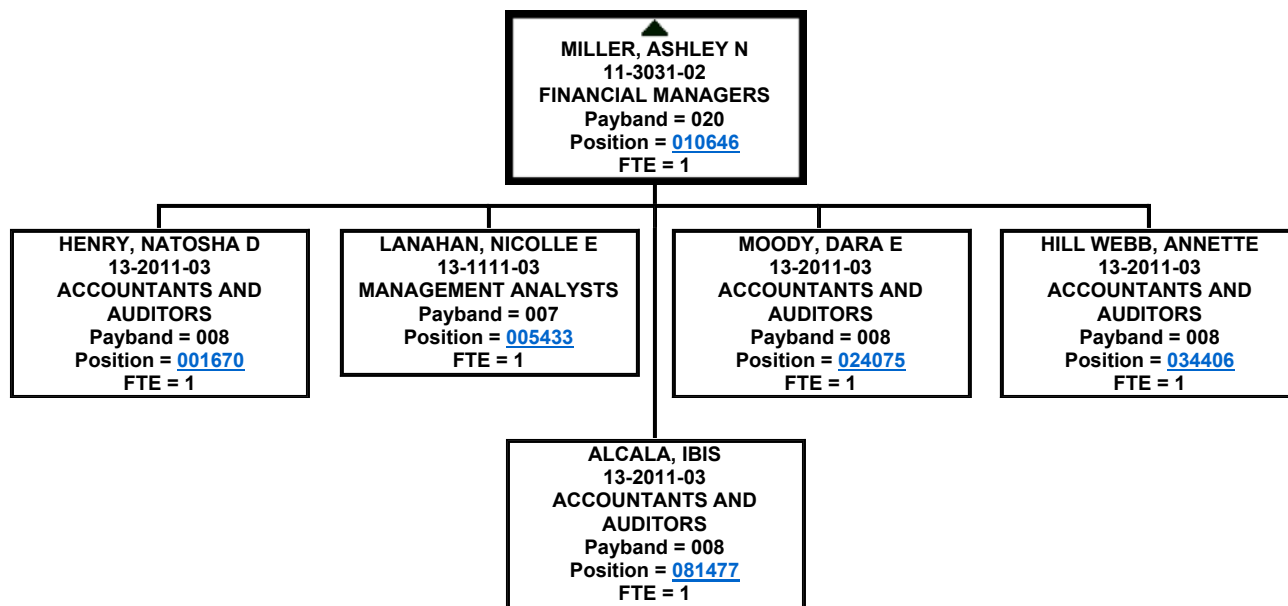 MILLER, ASHLEY N
11-3031-02
FINANCIAL MANAGERS
Payband = 020
Position = 010646
FTE = 1
HENRY, NATOSHA D
13-2011-03
ACCOUNTANTS AND
AUDITORS
Payband = 008
Position = 001670
FTE = 1
LANAHAN, NICOLLE E
13-1111-03
MANAGEMENT ANALYSTS
Payband = 007
Position = 005433
FTE = 1
MOODY, DARA E
13-2011-03
ACCOUNTANTS AND
AUDITORS
Payband = 008
Position = 024075
FTE = 1
HILL WEBB, ANNETTE
13-2011-03
ACCOUNTANTS AND
AUDITORS
Payband = 008
Position = 034406
FTE = 1
ALCALA, IBIS
13-2011-03
ACCOUNTANTS AND
AUDITORS
Payband = 008
Position = 081477
FTE = 1